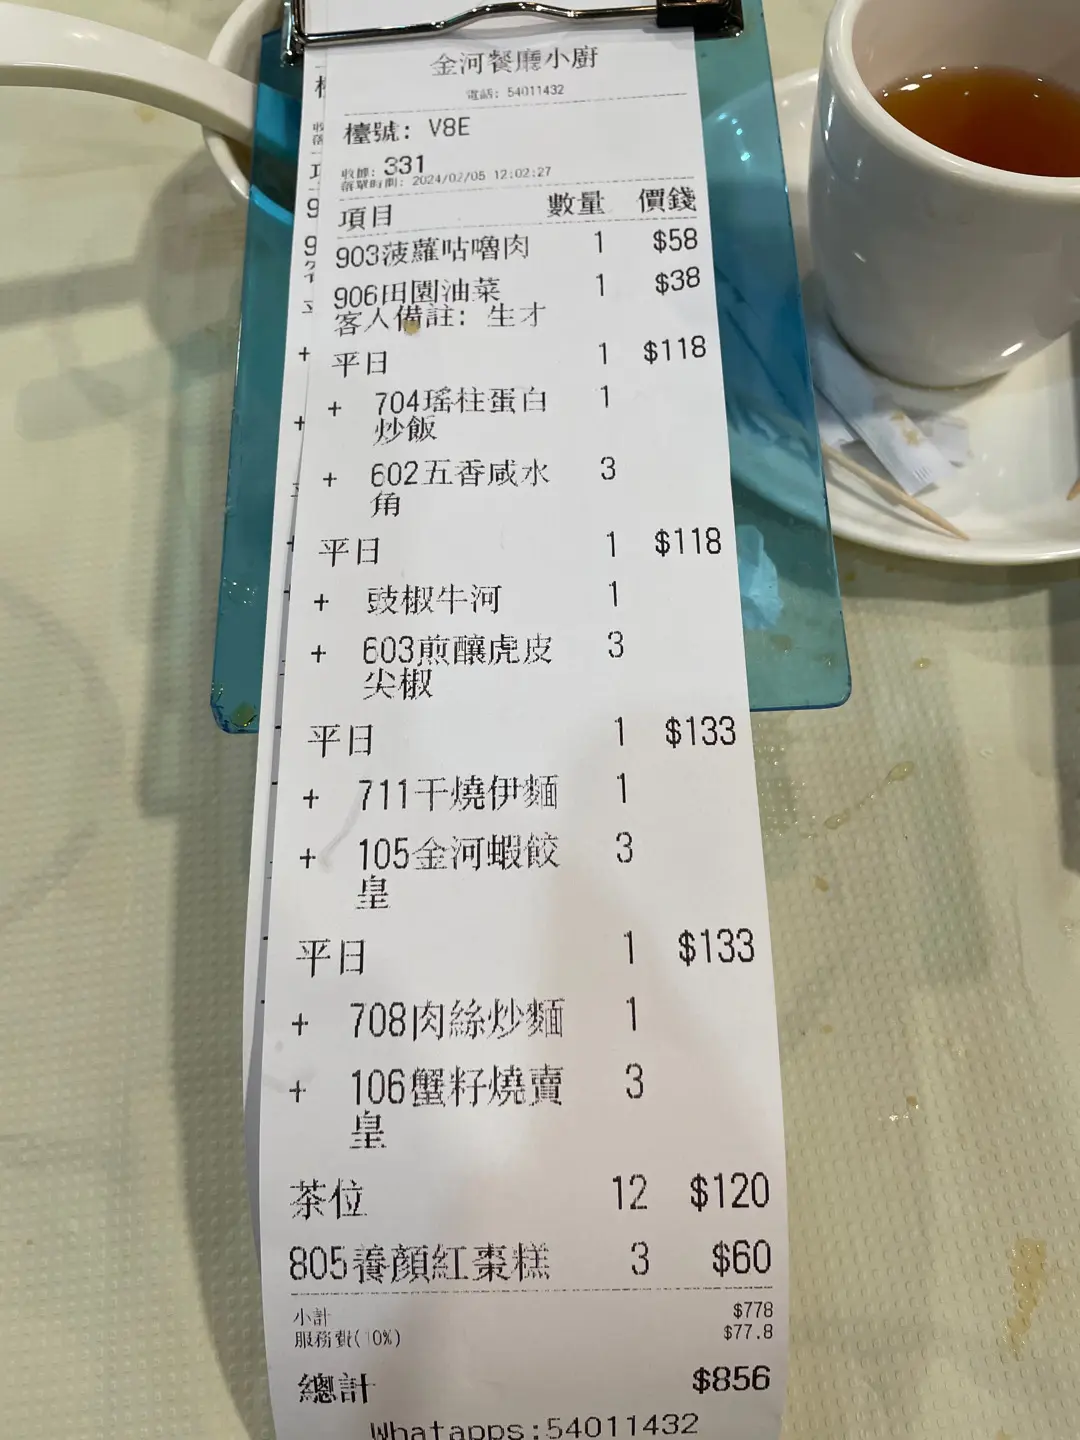 金河餐廳小廚
電話: 54011432
檯號: V8E
收據: 331
落單時間: 2024/02/05 12:02:27
項目 數量 價錢
903菠蘿咕嚕肉 1 $58
906田園油菜 1 $38
客人備註: 生才
平日 1 $118
+ 704瑤柱蛋白 1
炒飯
+ 602五香咸水 3
角
平日 1 $118
+ 豉椒牛河 1
+ 603煎釀虎皮 3
尖椒
平日 1 $133
+ 711干燒伊麵 1
+ 105金河蝦餃 3
皇
平日 1 $133
+ 708肉絲炒麵 1
+ 106蟹籽燒賣 3
皇
茶位 12 $120
805養顏紅棗糕 3 $60
小計 $778
服務費(10%) $77.8
總計 $856
Whatapps:54011432